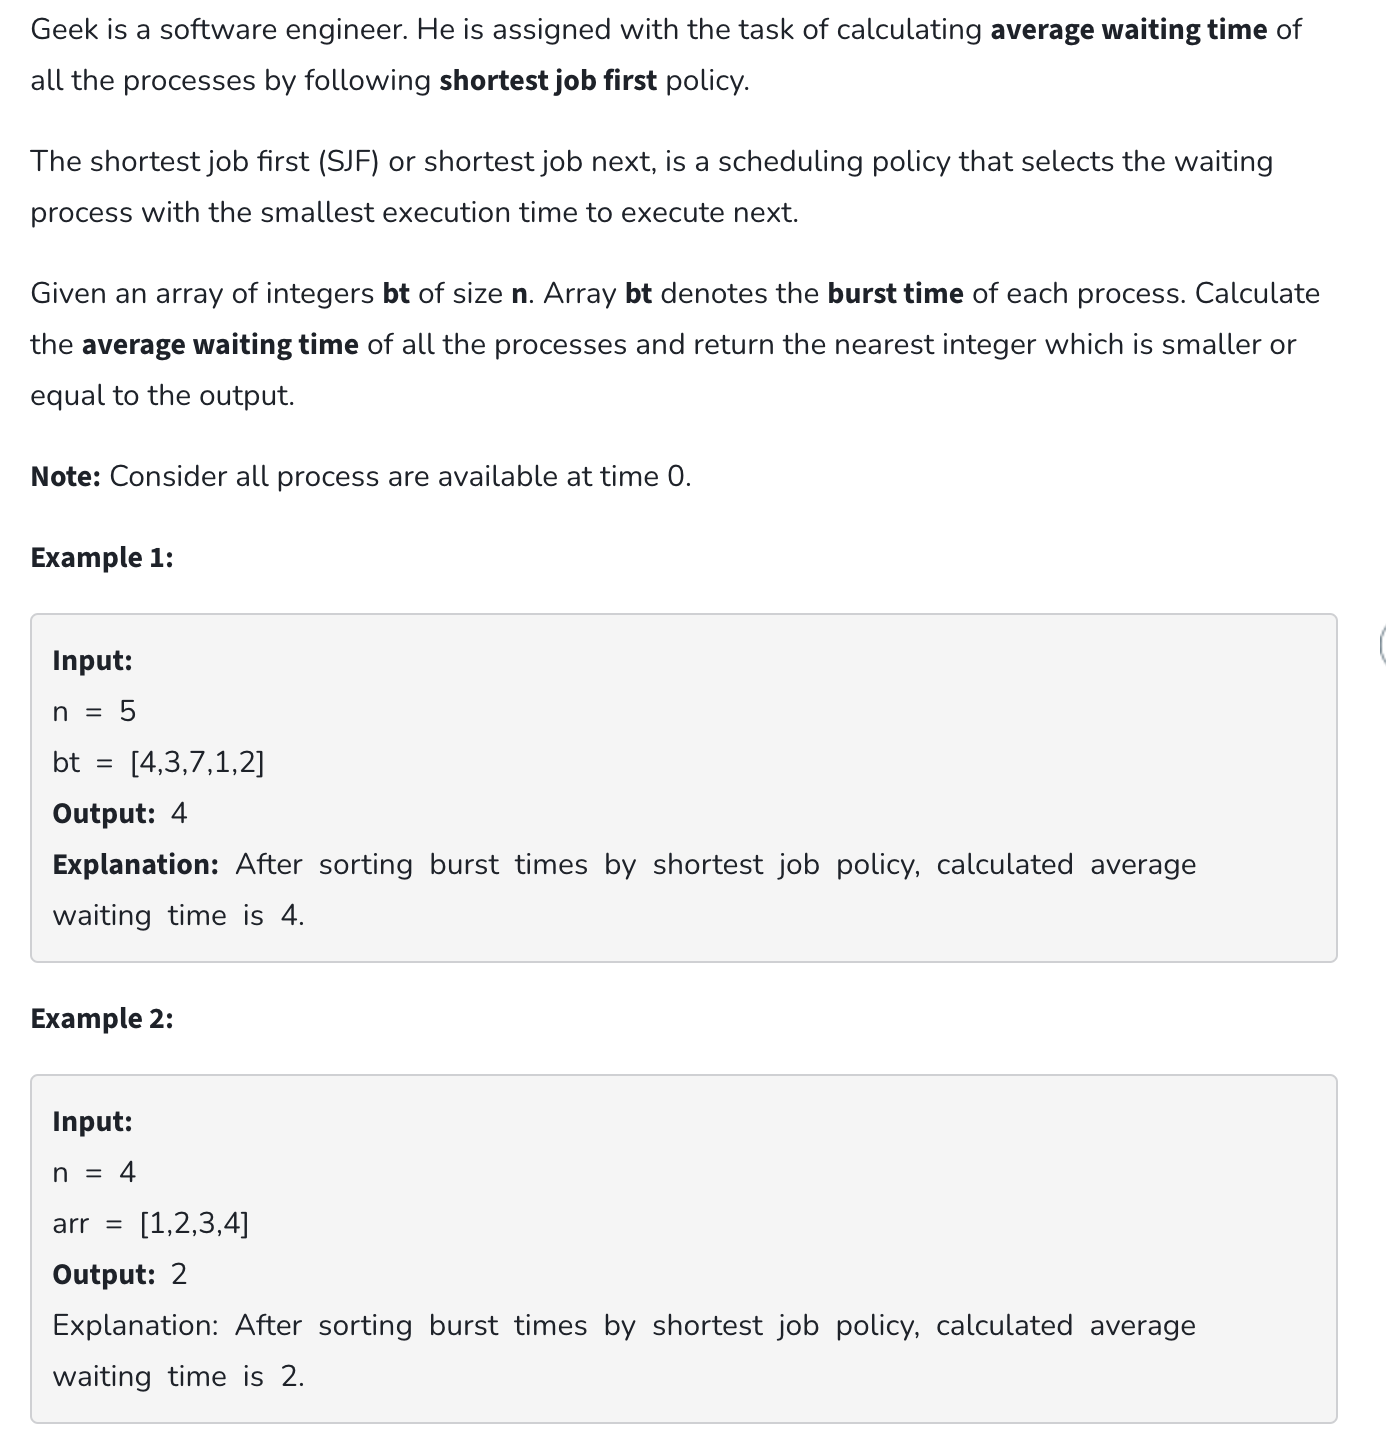 Geek is a software engineer. He is assigned with the task of calculating average waiting time of
all the processes by following shortest job first policy.
The shortest job first (SJF) or shortest job next, is a scheduling policy that selects the waiting
process with the smallest execution time to execute next.
Given an array of integers bt of size n. Array bt denotes the burst time of each process. Calculate
the average waiting time of all the processes and return the nearest integer which is smaller or
equal to the output.
Note: Consider all process are available at time 0.
Example 1:
Input:
n = 5
bt = [4,3,7,1,2]
Output: 4
Explanation: After sorting burst times by shortest job policy, calculated average
waiting time is 4.
Example 2:
Input:
n = 4
arr = [1,2,3,4]
Output: 2
Explanation: After sorting burst times by shortest job policy, calculated average
waiting time is 2.